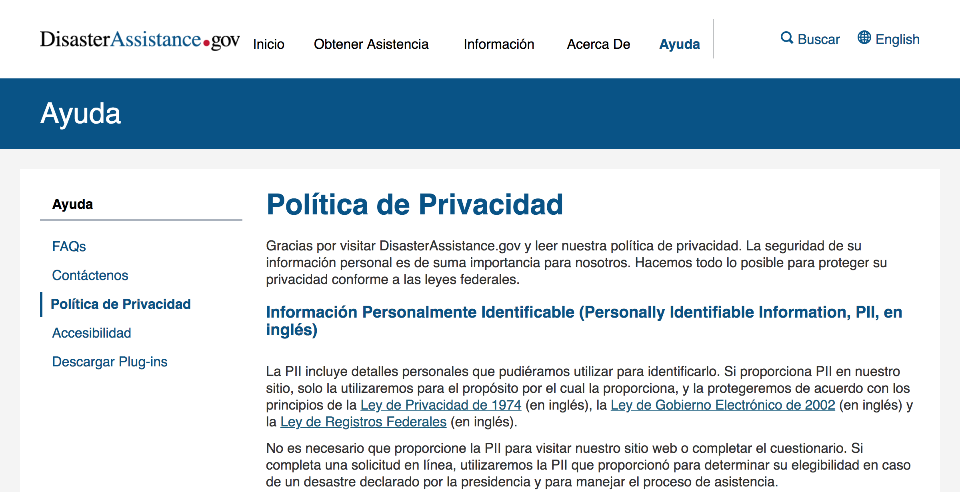 DisasterAssistance.gov
Inicio Obtener Asistencia Información Acerca De Ayuda Buscar English
Ayuda
Ayuda
FAQs
Contáctenos
Política de Privacidad
Accesibilidad
Descargar Plug-ins
Política de Privacidad
Gracias por visitar DisasterAssistance.gov y leer nuestra política de privacidad. La seguridad de su
información personal es de suma importancia para nosotros. Hacemos todo lo posible para proteger su
privacidad conforme a las leyes federales.
Información Personalmente Identificable (Personally Identifiable Information, PII, en
inglés)
La PII incluye detalles personales que pudiéramos utilizar para identificarlo. Si proporciona PII en nuestro
sitio, solo la utilizaremos para el propósito por el cual la proporciona, y la protegeremos de acuerdo con los
principios de la Ley de Privacidad de 1974 (en inglés), la Ley de Gobierno Electrónico de 2002 (en inglés) y
la Ley de Registros Federales (en inglés).
No es necesario que proporcione la PII para visitar nuestro sitio web o completar el cuestionario. Si
completa una solicitud en línea, utilizaremos la PII que proporcionó para determinar su elegibilidad en caso
de un desastre declarado por la presidencia y para manejar el proceso de asistencia.